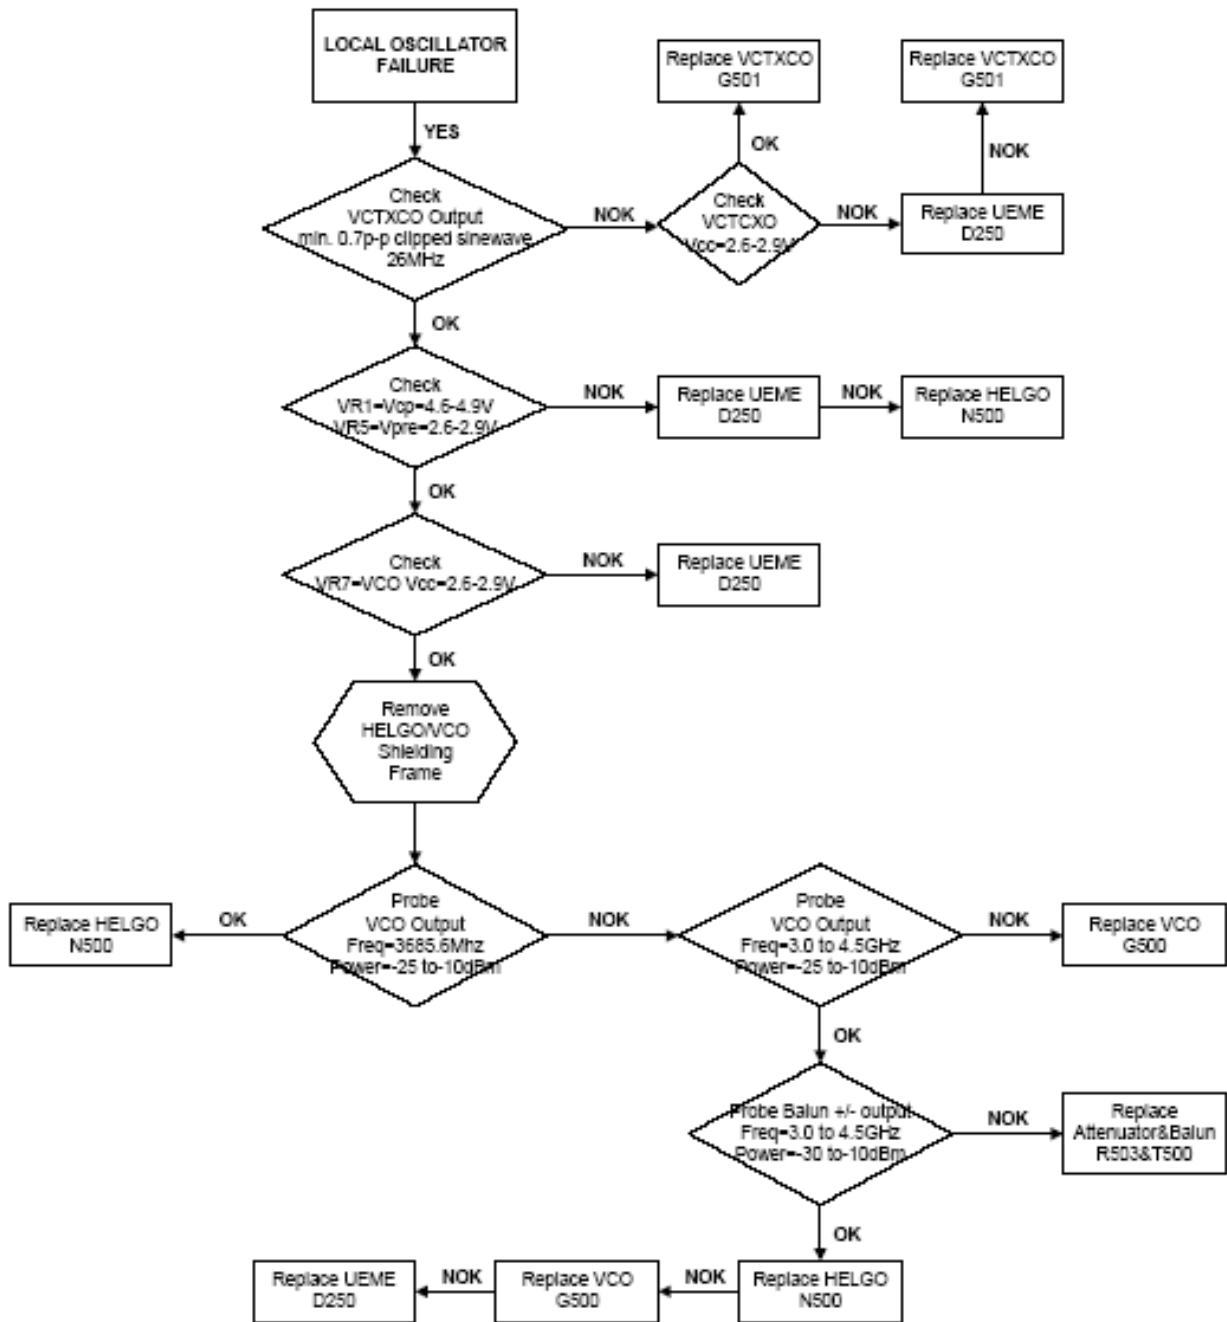 LOCAL OSCILLATOR
FAILURE
YES
Check
VCTXCO Output
min. 0.7p-p clipped sinewave
26MHz
NOK
Check
VCTCXO
Vcc=2.6-2.9V
OK
Replace VCTXCO
G501
NOK
Replace UEME
D250
NOK
Replace VCTXCO
G501
OK
Check
VR1=Vcp=4.6-4.9V
VR5=Vpre=2.6-2.9V
NOK
Replace UEME
D250
NOK
Replace HELGO
N500
OK
Check
VR7=VCO Vcc=2.6-2.9V
NOK
Replace UEME
D250
OK
Remove
HELGO/VCO
Shielding
Frame
Probe
VCO Output
Freq=3685.6Mhz
Power=-25 to-10dBm
OK
Replace HELGO
N500
NOK
Probe
VCO Output
Freq=3.0 to 4.5GHz
Power=-25 to-10dBm
NOK
Replace VCO
G500
OK
Probe Balun +/- output
Freq=3.0 to 4.5GHz
Power=-30 to-10dBm
NOK
Replace
Attenuator&Balun
R503&T500
OK
Replace HELGO
N500
NOK
Replace VCO
G500
NOK
Replace UEME
D250